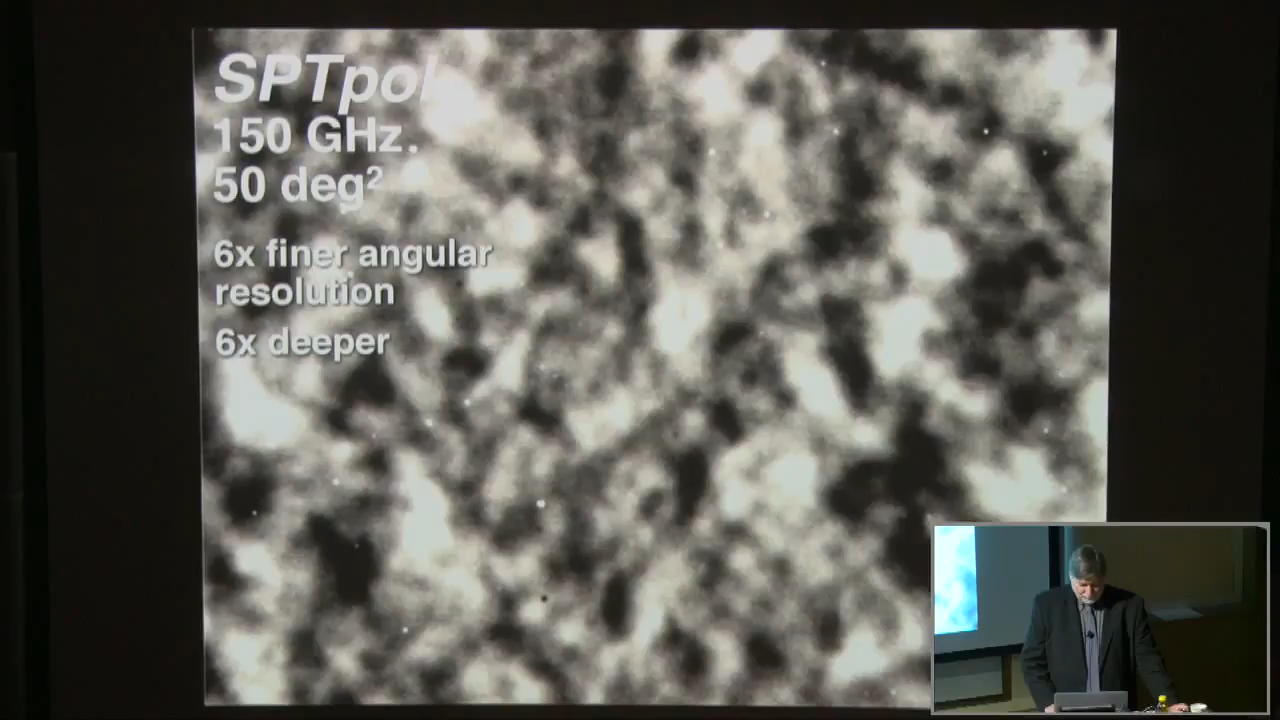 SPTpol
150 GHz.
50 deg²
6x finer angular
resolution
6x deeper